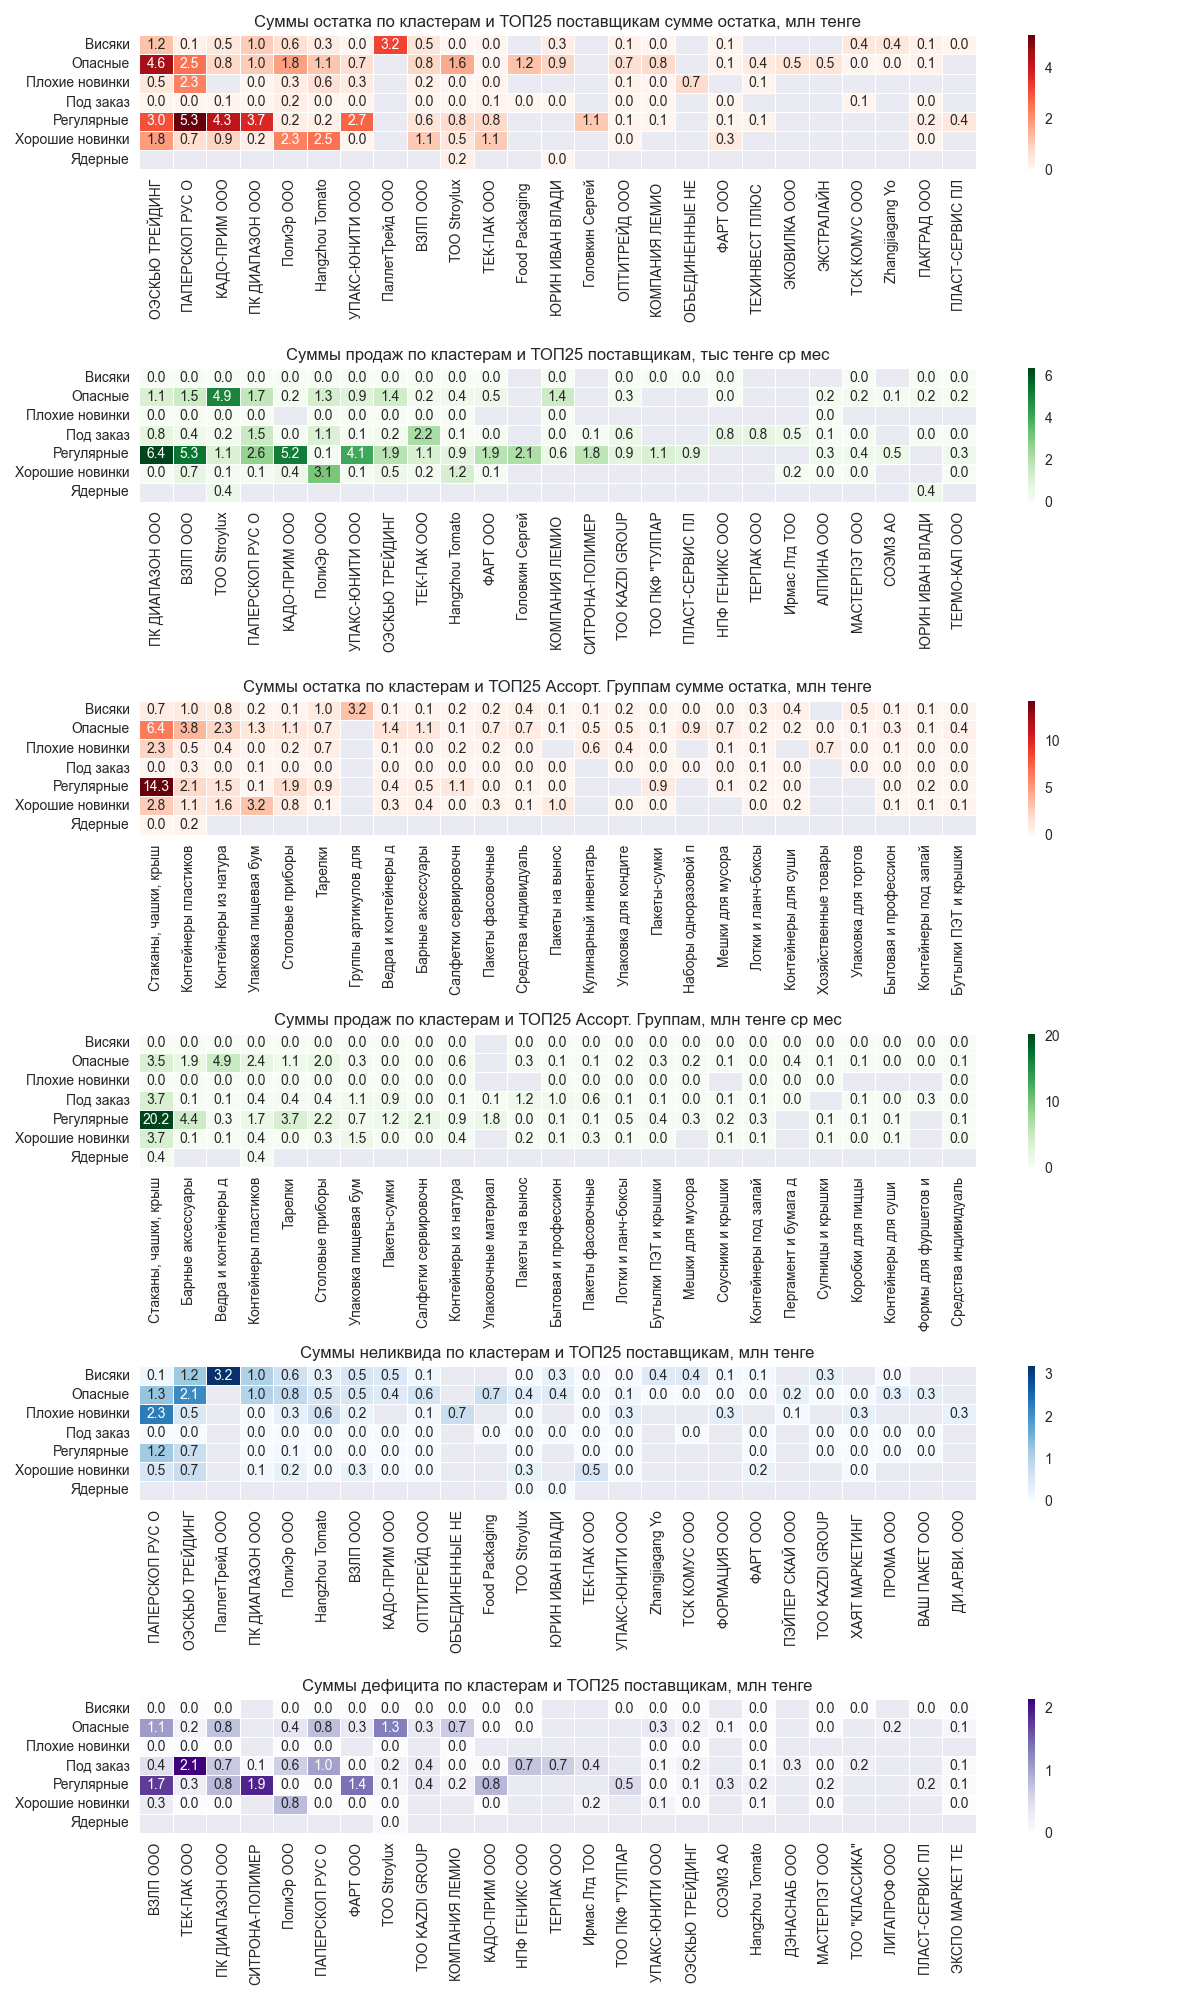 Суммы остатка по кластерам и ТОП25 поставщикам сумме остатка, млн тенге
Висяки 1.2 0.1 0.5 1.0 0.6 0.3 0.0 3.2 0.5 0.0 0.0 0.3 0.1 0.0 0.1 0.4 0.4 0.1 0.0
Опасные 4.6 2.5 0.8 1.0 1.8 1.1 0.7 0.8 1.6 0.0 1.2 0.9 0.7 0.8 0.1 0.4 0.5 0.5 0.0 0.0 0.1
Плохие новинки 0.5 2.3 0.0 0.3 0.6 0.3 0.2 0.0 0.0 0.1 0.0 0.7 0.1
Под заказ 0.0 0.0 0.1 0.0 0.2 0.0 0.0 0.0 0.0 0.1 0.0 0.0 0.0 0.0 0.0 0.1 0.0
Регулярные 3.0 5.3 4.3 3.7 0.2 0.2 2.7 0.6 0.8 0.8 1.1 0.1 0.1 0.1 0.1 0.2 0.4
Хорошие новинки 1.8 0.7 0.9 0.2 2.3 2.5 0.0 1.1 0.5 1.1 0.0 0.3 0.0
Ядерные 0.2 0.0
4
2
0
ОЭСКЬЮ ТРЕЙДИНГ
ПАПЕРСКОП РУС О
КАДО-ПРИМ ООО
ПК ДИАПАЗОН ООО
ПолиЭр ООО
Hangzhou Tomato
УПАКС-ЮНИТИ ООО
ПаллетТрейд ООО
ВЗЛП ООО
ТОО Stroylux
ТЕК-ПАК ООО
Food Packaging
ЮРИН ИВАН ВЛАДИ
Головкин Сергей
ОПТИТРЕЙД ООО
КОМПАНИЯ ЛЕМИО
ОБЪЕДИНЕННЫЕ НЕ
ФАРТ ООО
ТЕХИНВЕСТ ПЛЮС
ЭКОВИЛКА ООО
ЭКСТРАЛАЙН
ТСК КОМУС ООО
Zhangjiagang Yo
ПАКГРАД ООО
ПЛАСТ-СЕРВИС ПЛ
Суммы продаж по кластерам и ТОП25 поставщикам, тыс тенге ср мес
Висяки 0.0 0.0 0.0 0.0 0.0 0.0 0.0 0.0 0.0 0.0 0.0 0.0 0.0 0.0 0.0 0.0 0.0 0.0 0.0
Опасные 1.1 1.5 4.9 1.7 0.2 1.3 0.9 1.4 0.2 0.4 0.5 1.4 0.3 0.0 0.2 0.2 0.1 0.2 0.2
Плохие новинки 0.0 0.0 0.0 0.0 0.0 0.0 0.0 0.0 0.0 0.0 0.0
Под заказ 0.8 0.4 0.2 1.5 0.0 1.1 0.1 0.2 2.2 0.1 0.0 0.0 0.1 0.6 0.8 0.8 0.5 0.1 0.0 0.0 0.0
Регулярные 6.4 5.3 1.1 2.6 5.2 0.1 4.1 1.9 1.1 0.9 1.9 2.1 0.6 1.8 0.9 1.1 0.9 0.3 0.4 0.5 0.3
Хорошие новинки 0.0 0.7 0.1 0.1 0.4 3.1 0.1 0.5 0.2 1.2 0.1 0.2 0.0 0.0 0.0
Ядерные 0.4 0.4
6
4
2
0
ПК ДИАПАЗОН ООО
ВЗЛП ООО
ТОО Stroylux
ПАПЕРСКОП РУС О
КАДО-ПРИМ ООО
ПолиЭр ООО
УПАКС-ЮНИТИ ООО
ОЭСКЬЮ ТРЕЙДИНГ
ТЕК-ПАК ООО
Hangzhou Tomato
ФАРТ ООО
Головкин Сергей
КОМПАНИЯ ЛЕМИО
СИТРОНА-ПОЛИМЕР
ТОО KAZDI GROUP
ТОО ПКФ "ТУЛПАР
ПЛАСТ-СЕРВИС ПЛ
НПФ ГЕНИКС ООО
ТЕРПАК ООО
Ирмас Лтд ТОО
АЛПИНА ООО
МАСТЕРПЭТ ООО
СОЭМЗ АО
ЮРИН ИВАН ВЛАДИ
ТЕРМО-КАП ООО
Суммы остатка по кластерам и ТОП25 Ассорт. Группам сумме остатка, млн тенге
Висяки 0.7 1.0 0.8 0.2 0.1 1.0 3.2 0.1 0.1 0.2 0.2 0.4 0.1 0.1 0.2 0.0 0.0 0.0 0.3 0.4 0.5 0.1 0.1 0.0
Опасные 6.4 3.8 2.3 1.3 1.1 0.7 1.4 1.1 0.1 0.7 0.7 0.1 0.5 0.5 0.1 0.9 0.7 0.2 0.2 0.0 0.1 0.3 0.1 0.4
Плохие новинки 2.3 0.5 0.4 0.2 0.7 0.1 0.0 0.2 0.2 0.0 0.6 0.4 0.0 0.1 0.1 0.7 0.0 0.1 0.0 0.0
Под заказ 0.0 0.3 0.0 0.1 0.0 0.0 0.0 0.0 0.0 0.0 0.0 0.0 0.0 0.0 0.0 0.0 0.1 0.0 0.0 0.0 0.0 0.0
Регулярные 14.3 2.1 1.5 0.1 1.9 0.9 0.4 0.5 1.1 0.0 0.1 0.0 0.9 0.1 0.2 0.0 0.0 0.2 0.0
Хорошие новинки 2.8 1.1 1.6 3.2 0.8 0.1 0.3 0.4 0.0 0.3 0.1 1.0 0.0 0.0 0.0 0.2 0.1 0.1 0.1
Ядерные 0.0 0.2
10
5
0
Стаканы, чашки, крыш
Контейнеры пластиков
Контейнеры из натура
Упаковка пищевая бум
Столовые приборы
Тарелки
Группы артикулов для
Ведра и контейнеры д
Барные аксессуары
Салфетки сервировочн
Пакеты фасовочные
Средства индивидуаль
Пакеты на вынос
Кулинарный инвентарь
Упаковка для кондите
Пакеты-сумки
Наборы одноразовой п
Мешки для мусора
Лотки и ланч-боксы
Контейнеры для суши
Хозяйственные товары
Упаковка для тортов
Бытовая и профессион
Контейнеры под запай
Бутылки ПЭТ и крышки
Суммы продаж по кластерам и ТОП25 Ассорт. Группам, млн тенге ср мес
Висяки 0.0 0.0 0.0 0.0 0.0 0.0 0.0 0.0 0.0 0.0 0.0 0.0 0.0 0.0 0.0 0.0 0.0 0.0 0.0 0.0 0.0 0.0 0.0 0.0
Опасные 3.5 1.9 4.9 2.4 1.1 2.0 0.3 0.0 0.0 0.6 0.3 0.1 0.1 0.2 0.3 0.2 0.1 0.0 0.4 0.1 0.1 0.0 0.0 0.1
Плохие новинки 0.0 0.0 0.0 0.0 0.0 0.0 0.0 0.0 0.0 0.0 0.0 0.0 0.0 0.0 0.0 0.0 0.0 0.0 0.0
Под заказ 3.7 0.1 0.1 0.4 0.4 0.4 1.1 0.9 0.0 0.1 0.1 1.2 1.0 0.6 0.1 0.1 0.0 0.1 0.1 0.0 0.1 0.0 0.3 0.0
Регулярные 20.2 4.4 0.3 1.7 3.7 2.2 0.7 1.2 2.1 0.9 1.8 0.0 0.1 0.1 0.5 0.4 0.3 0.2 0.3 0.1 0.1 0.1 0.1
Хорошие новинки 3.7 0.1 0.1 0.4 0.0 0.3 1.5 0.0 0.0 0.4 0.2 0.1 0.3 0.1 0.0 0.1 0.1 0.1 0.0 0.1 0.0
Ядерные 0.4 0.4
20
10
0
Стаканы, чашки, крыш
Барные аксессуары
Ведра и контейнеры д
Контейнеры пластиков
Тарелки
Столовые приборы
Упаковка пищевая бум
Пакеты-сумки
Салфетки сервировочн
Контейнеры из натура
Упаковочные материал
Пакеты на вынос
Бытовая и профессион
Пакеты фасовочные
Лотки и ланч-боксы
Бутылки ПЭТ и крышки
Мешки для мусора
Соусники и крышки
Контейнеры под запай
Пергамент и бумага д
Супницы и крышки
Коробки для пиццы
Контейнеры для суши
Формы для фуршетов и
Средства индивидуаль
Суммы неликвида по кластерам и ТОП25 поставщикам, млн тенге
Висяки 0.1 1.2 3.2 1.0 0.6 0.3 0.5 0.5 0.1 0.0 0.3 0.0 0.0 0.4 0.4 0.1 0.1 0.3 0.0
Опасные 1.3 2.1 1.0 0.8 0.5 0.5 0.4 0.6 0.7 0.4 0.4 0.0 0.1 0.0 0.0 0.0 0.0 0.2 0.0 0.0 0.3 0.3
Плохие новинки 2.3 0.5 0.0 0.3 0.6 0.2 0.1 0.7 0.0 0.0 0.3 0.3 0.1 0.3 0.3
Под заказ 0.0 0.0 0.0 0.0 0.0 0.0 0.0 0.0 0.0 0.0 0.0 0.0 0.0 0.0 0.0 0.0 0.0 0.0 0.0
Регулярные 1.2 0.7 0.0 0.1 0.0 0.0 0.0 0.0 0.0 0.0 0.0 0.0 0.0 0.0 0.0 0.0
Хорошие новинки 0.5 0.7 0.1 0.2 0.0 0.3 0.0 0.0 0.3 0.5 0.0 0.2 0.0
Ядерные 0.0 0.0
3
2
1
0
ПАПЕРСКОП РУС О
ОЭСКЬЮ ТРЕЙДИНГ
ПаллетТрейд ООО
ПК ДИАПАЗОН ООО
ПолиЭр ООО
Hangzhou Tomato
ВЗЛП ООО
КАДО-ПРИМ ООО
ОПТИТРЕЙД ООО
ОБЪЕДИНЕННЫЕ НЕ
Food Packaging
ТОО Stroylux
ЮРИН ИВАН ВЛАДИ
ТЕК-ПАК ООО
УПАКС-ЮНИТИ ООО
Zhangjiagang Yo
ТСК КОМУС ООО
ФОРМАЦИЯ ООО
ФАРТ ООО
ПЭЙПЕР СКАЙ ООО
ТОО KAZDI GROUP
ХАЯТ МАРКЕТИНГ
ПРОМА ООО
ВАШ ПАКЕТ ООО
ДИ.АР.ВИ. ООО
Суммы дефицита по кластерам и ТОП25 поставщикам, млн тенге
Висяки 0.0 0.0 0.0 0.0 0.0 0.0 0.0 0.0 0.0 0.0 0.0 0.0 0.0 0.0 0.0 0.0 0.0 0.0 0.0
Опасные 1.1 0.2 0.8 0.4 0.8 0.3 1.3 0.3 0.7 0.0 0.0 0.3 0.2 0.1 0.0 0.0 0.2 0.1
Плохие новинки 0.0 0.0 0.0 0.0 0.0 0.0 0.0 0.0 0.0 0.0
Под заказ 0.4 2.1 0.7 0.1 0.6 1.0 0.0 0.2 0.4 0.0 0.0 0.7 0.7 0.4 0.1 0.2 0.1 0.3 0.0 0.2 0.1
Регулярные 1.7 0.3 0.8 1.9 0.0 0.0 1.4 0.1 0.4 0.2 0.8 0.5 0.0 0.1 0.3 0.2 0.2 0.2 0.1
Хорошие новинки 0.3 0.0 0.0 0.8 0.0 0.0 0.0 0.0 0.2 0.1 0.0 0.1 0.0 0.0
Ядерные 0.0
2
1
0
ВЗЛП ООО
ТЕК-ПАК ООО
ПК ДИАПАЗОН ООО
СИТРОНА-ПОЛИМЕР
ПолиЭр ООО
ПАПЕРСКОП РУС О
ФАРТ ООО
ТОО Stroylux
ТОО KAZDI GROUP
КОМПАНИЯ ЛЕМИО
КАДО-ПРИМ ООО
НПФ ГЕНИКС ООО
ТЕРПАК ООО
Ирмас Лтд ТОО
ТОО ПКФ "ТУЛПАР
УПАКС-ЮНИТИ ООО
ОЭСКЬЮ ТРЕЙДИНГ
СОЭМЗ АО
Hangzhou Tomato
ДЭНАСНАБ ООО
МАСТЕРПЭТ ООО
ТОО "КЛАССИКА"
ЛИГАПРОФ ООО
ПЛАСТ-СЕРВИС ПЛ
ЭКСПО МАРКЕТ ТЕ